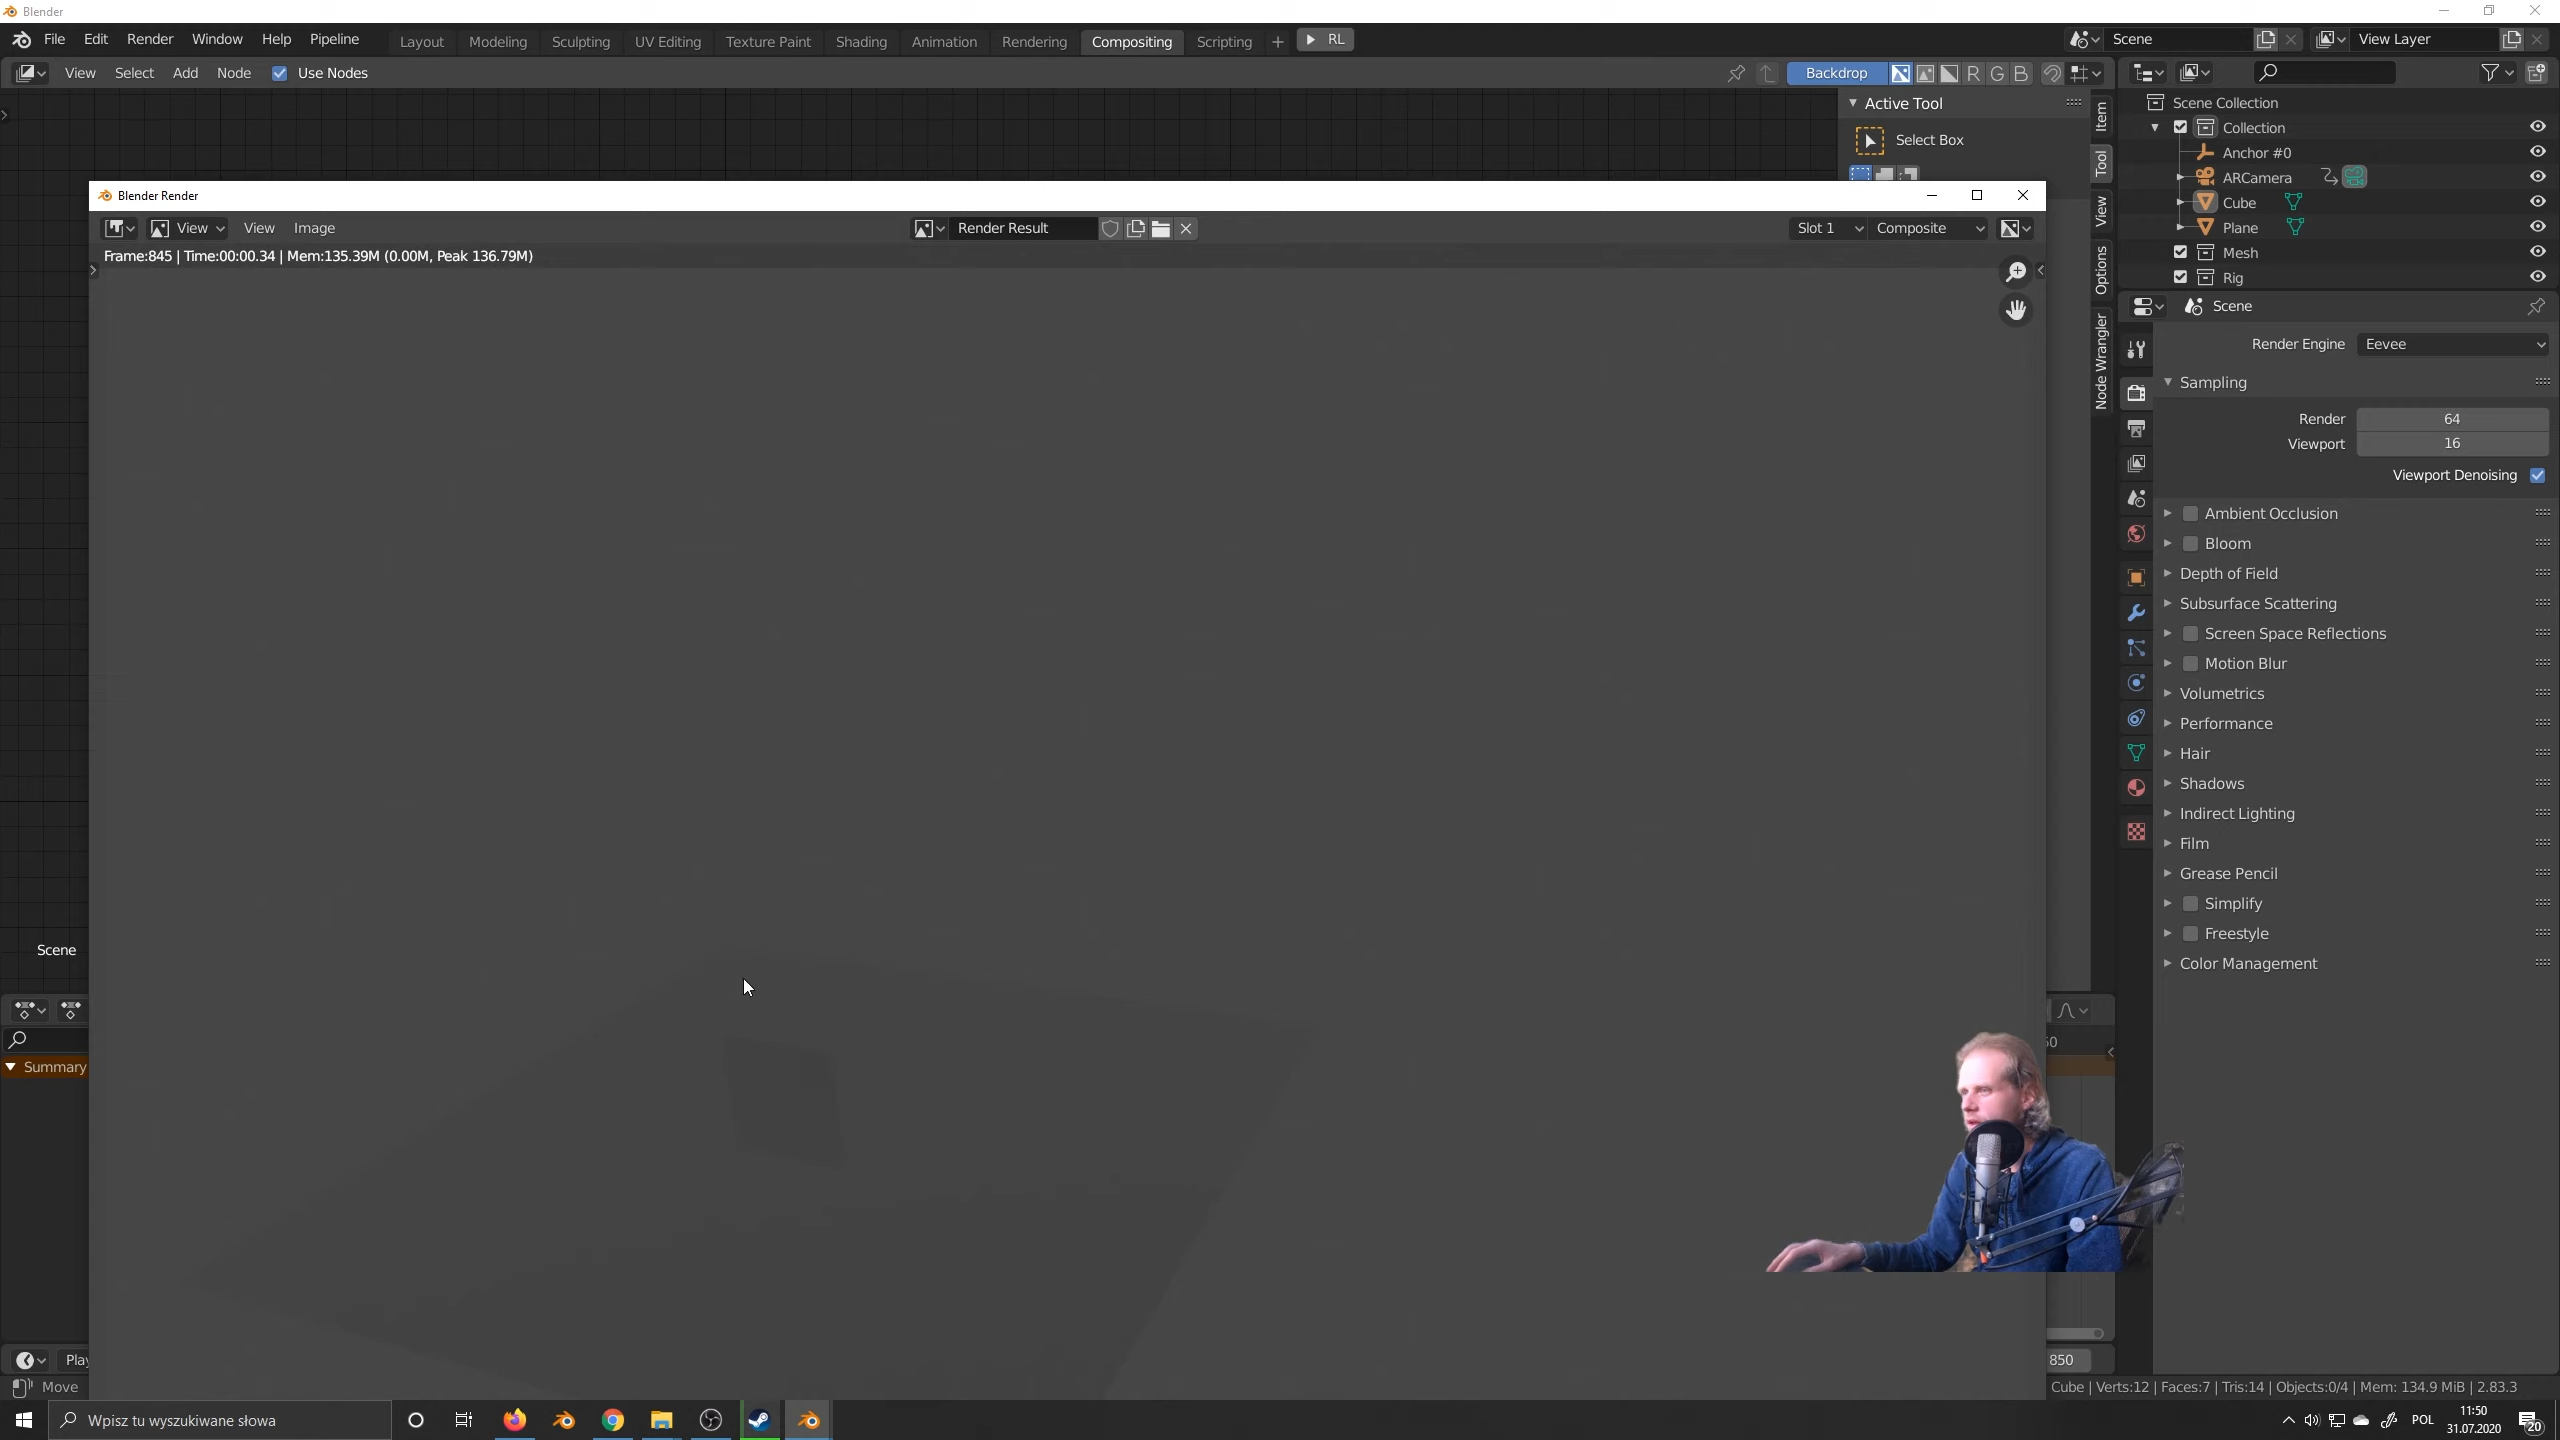 Blender
File Edit Render Window Help Pipeline Layout Modeling Sculpting UV Editing Texture Paint Shading Animation Rendering Compositing Scripting + RL Scene View Layer
View Select Add Node Use Nodes Backdrop R G B
Active Tool
Select Box
Item
Tool
View
Options
Node Wrangler
Scene Collection
Collection
Anchor #0
ARCamera
Cube
Plane
Mesh
Rig
Blender Render
View View Image Render Result Slot 1 Composite
Frame:845 | Time:00:00.34 | Mem:135.39M (0.00M, Peak 136.79M)
Scene
Render Engine Eevee
Sampling
Render 64
Viewport 16
Viewport Denoising
Ambient Occlusion
Bloom
Depth of Field
Subsurface Scattering
Screen Space Reflections
Motion Blur
Volumetrics
Performance
Hair
Shadows
Indirect Lighting
Film
Grease Pencil
Simplify
Freestyle
Color Management
Scene
Summary
850
Move
Cube | Verts:12 | Faces:7 | Tris:14 | Objects:0/4 | Mem: 134.9 MiB | 2.83.3
Wpisz tu wyszukiwane słowa
POL
11:50
31.07.2020
20